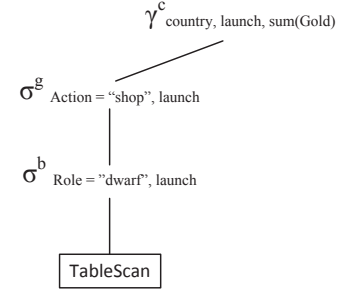 γ^c country, launch, sum(Gold)
σ^g Action = “shop”, launch
σ^b Role = ”dwarf”, launch
TableScan